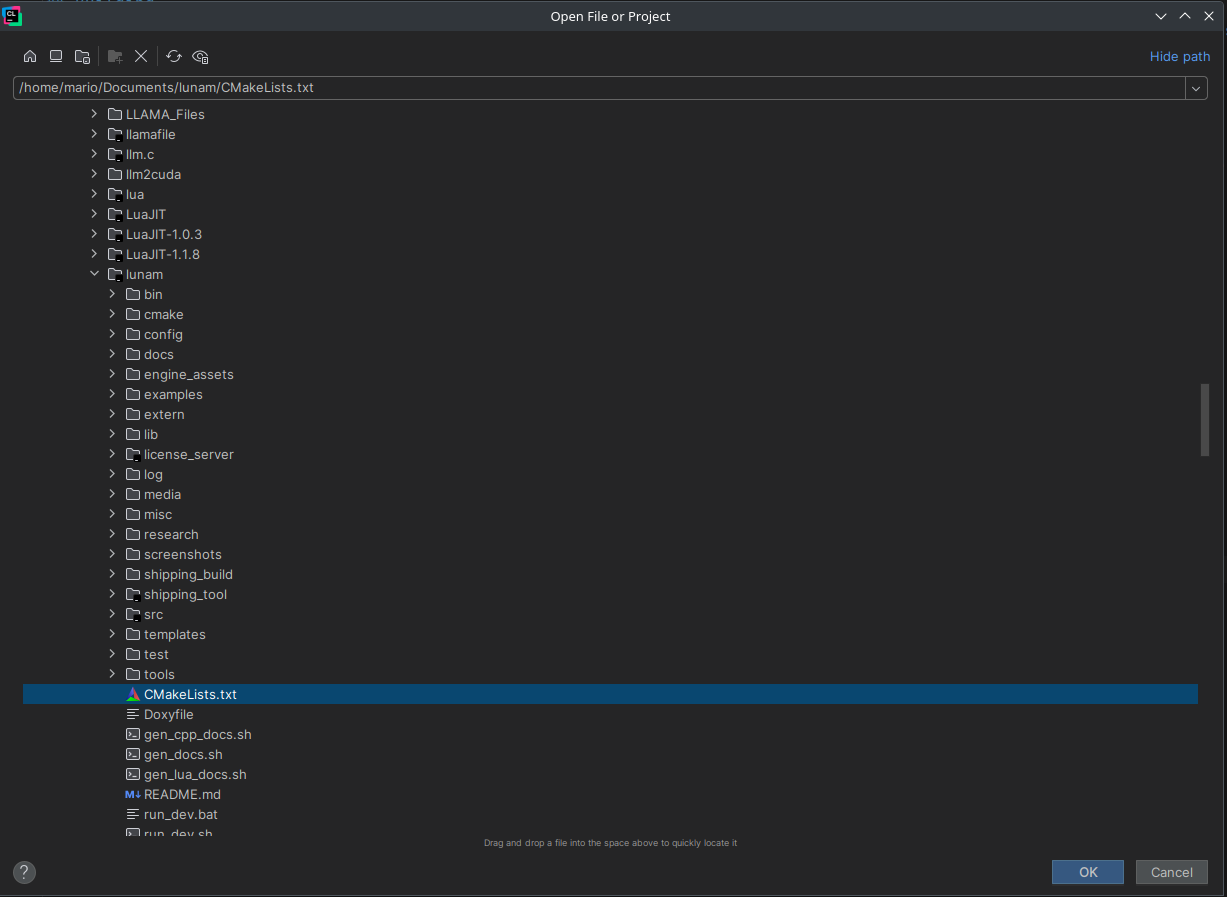 CL
Open File or Project
Hide path
/home/mario/Documents/lunam/CMakeLists.txt
LLAMA_Files
llamafile
llm.c
llm2cuda
lua
LuaJIT
LuaJIT-1.0.3
LuaJIT-1.1.8
lunam
bin
cmake
config
docs
engine_assets
examples
extern
lib
license_server
log
media
misc
research
screenshots
shipping_build
shipping_tool
src
templates
test
tools
CMakeLists.txt
Doxyfile
gen_cpp_docs.sh
gen_docs.sh
gen_lua_docs.sh
M↓ README.md
run_dev.bat
run_dev.sh
Drag and drop a file into the space above to quickly locate it
?
OK
Cancel